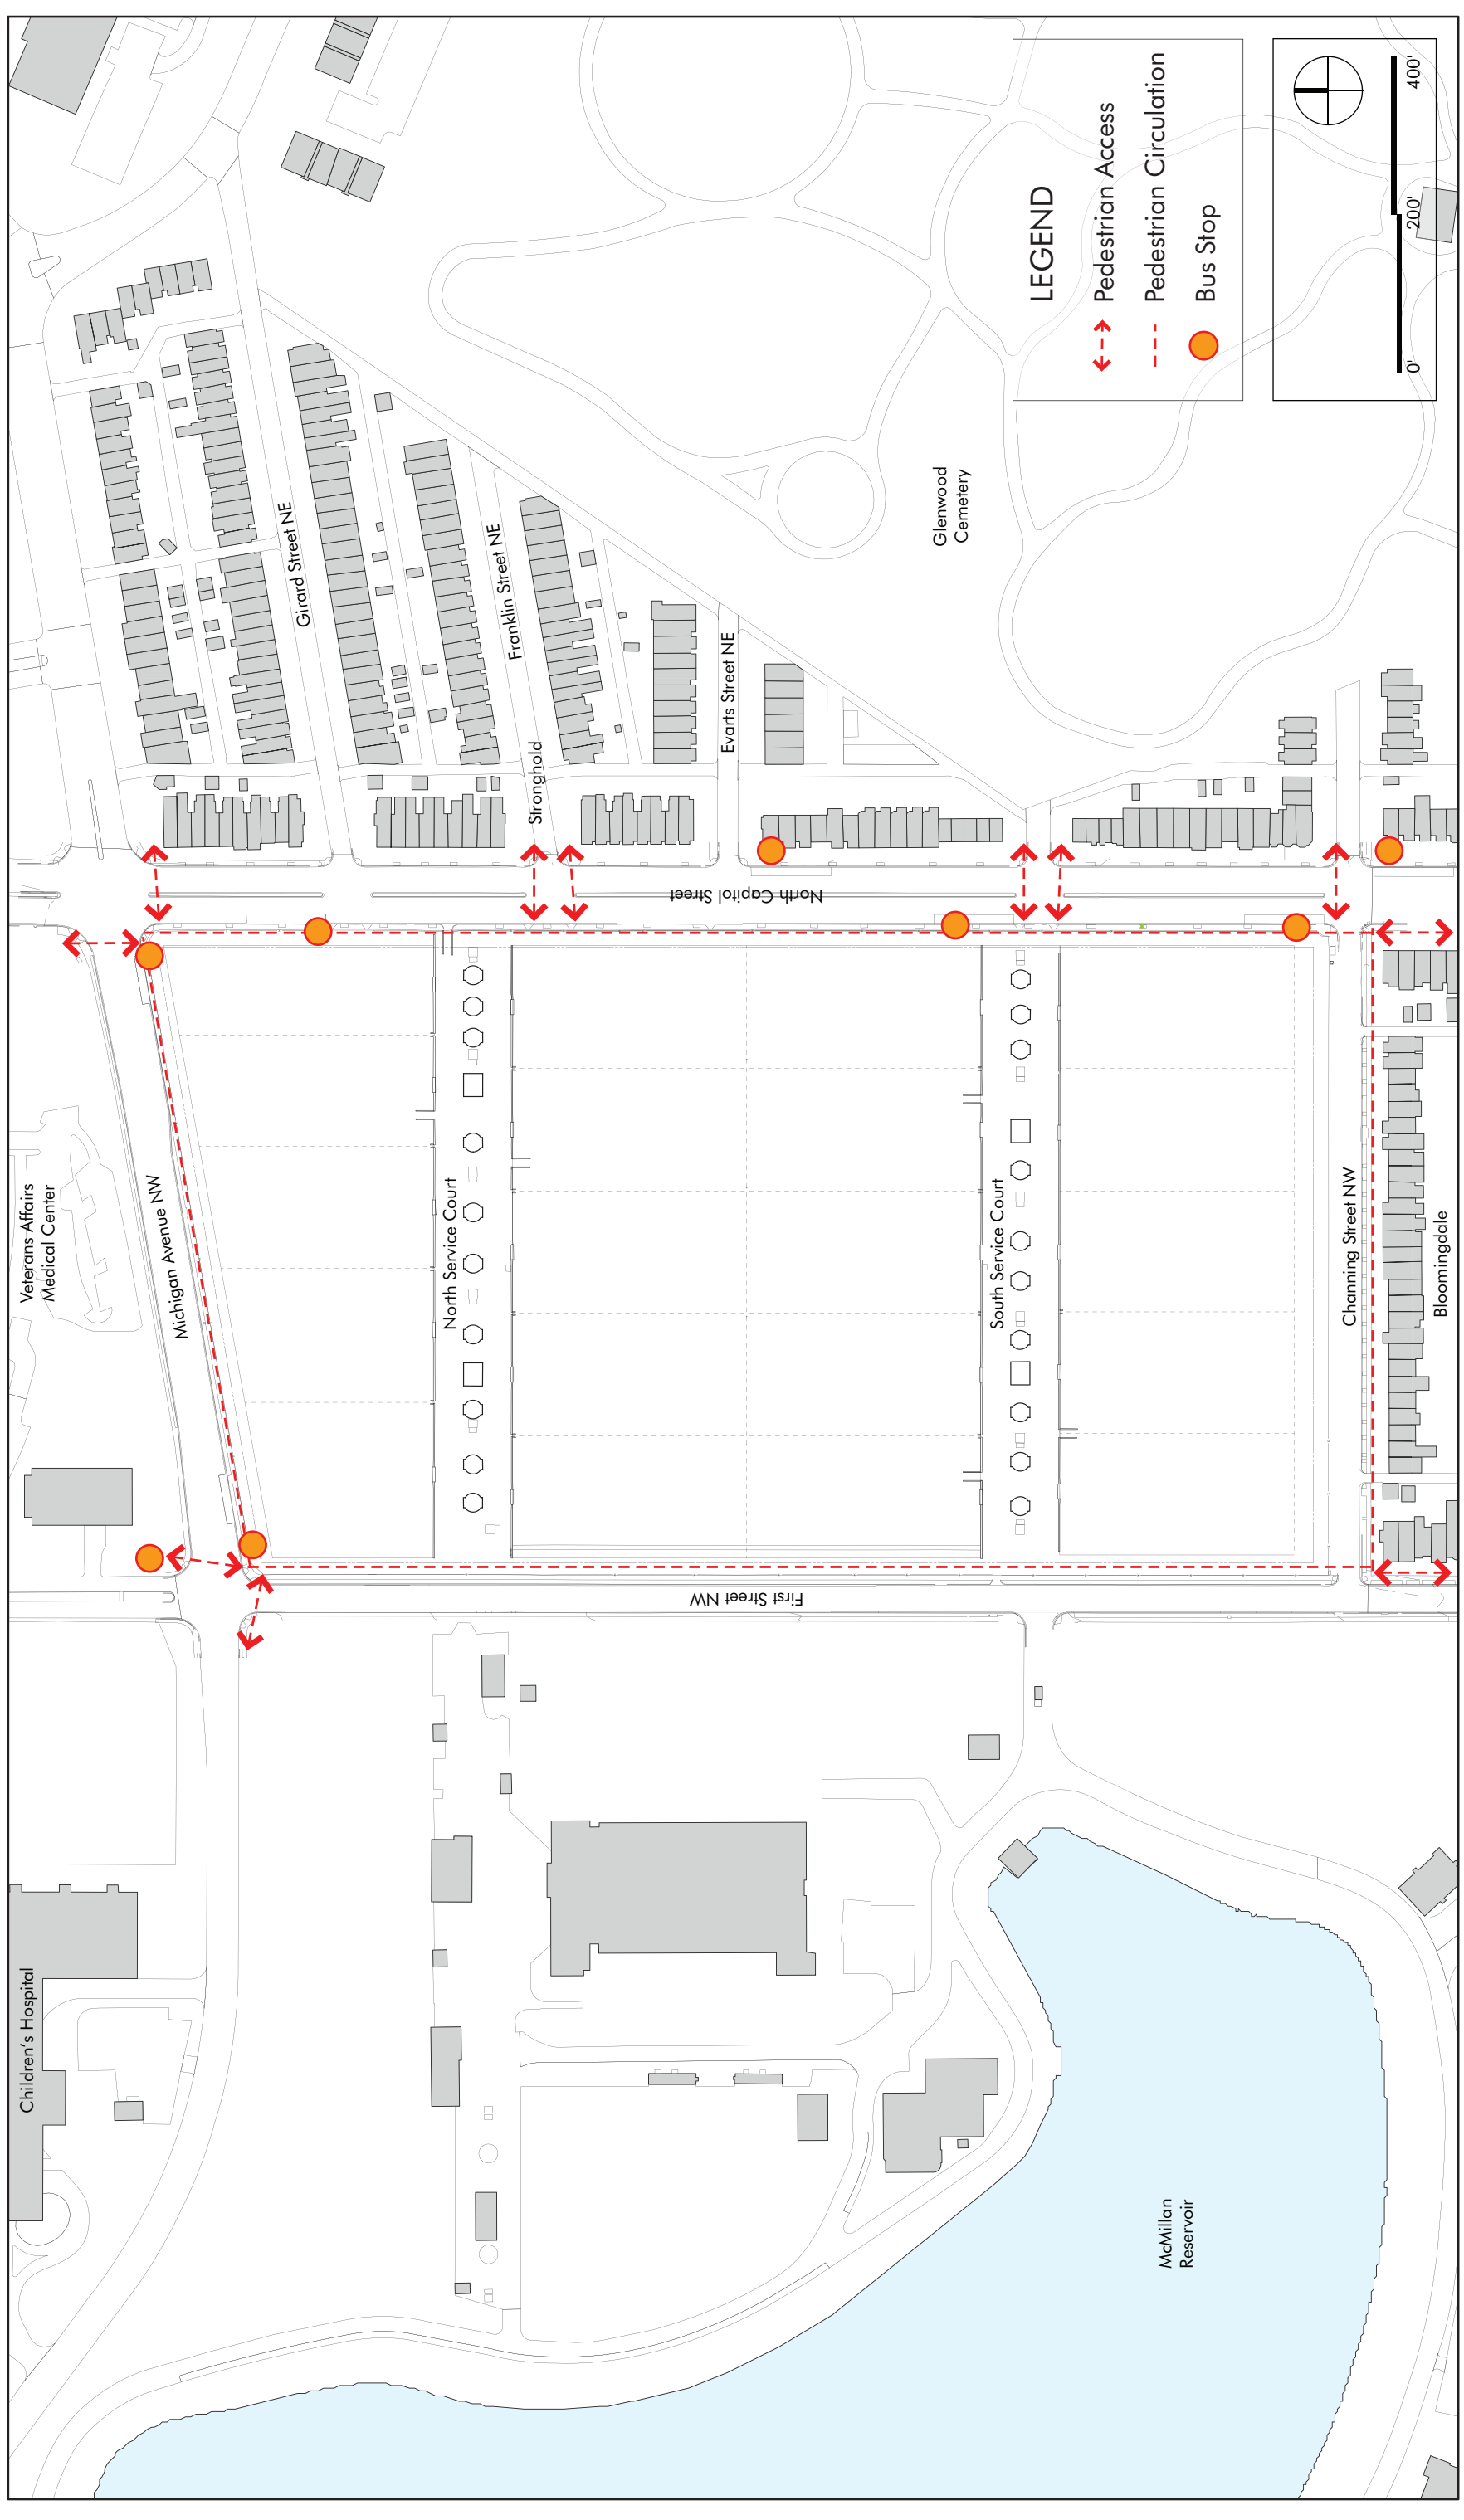 LEGEND
Pedestrian Access
Pedestrian Circulation
Bus Stop
0'
200'
400'
Girard Street NE
Franklin Street NE
Stronghold
Evarts Street NE
Glenwood
Cemetery
North Capitol Street
Veterans Affairs
Medical Center
Michigan Avenue NW
North Service Court
South Service Court
Channing Street NW
Bloomingdale
First Street NW
Children's Hospital
McMillan
Reservoir